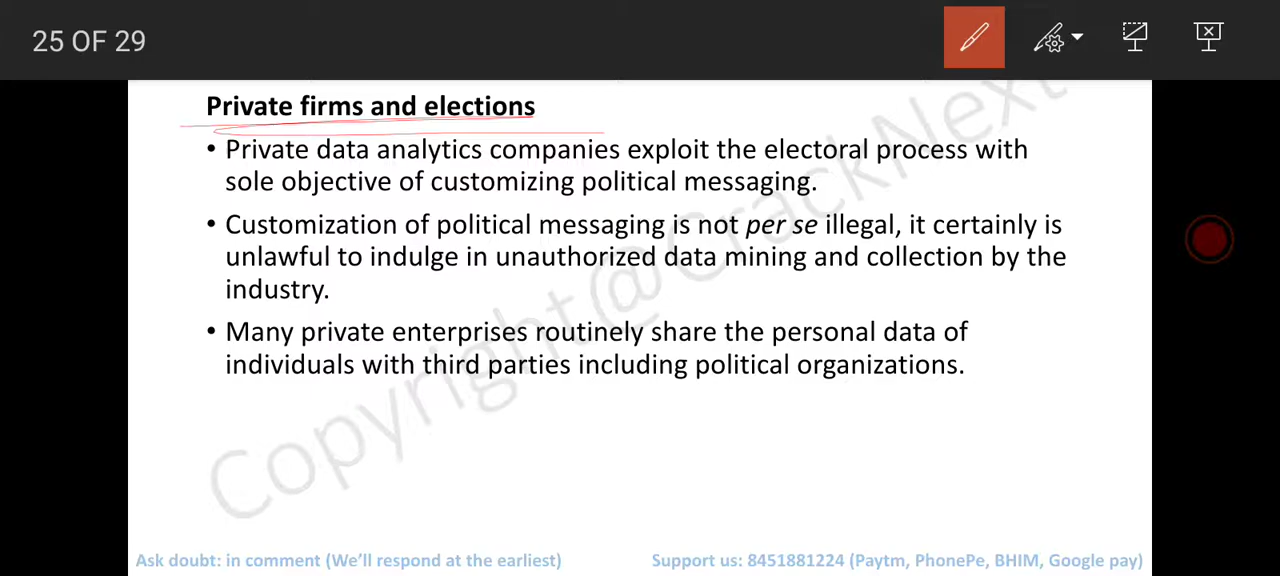 25 OF 29
Private firms and elections
• Private data analytics companies exploit the electoral process with
sole objective of customizing political messaging.
• Customization of political messaging is not per se illegal, it certainly is
unlawful to indulge in unauthorized data mining and collection by the
industry.
• Many private enterprises routinely share the personal data of
individuals with third parties including political organizations.
Copyright@CrackNext
Ask doubt: in comment (We'll respond at the earliest)
Support us: 8451881224 (Paytm, PhonePe, BHIM, Google pay)